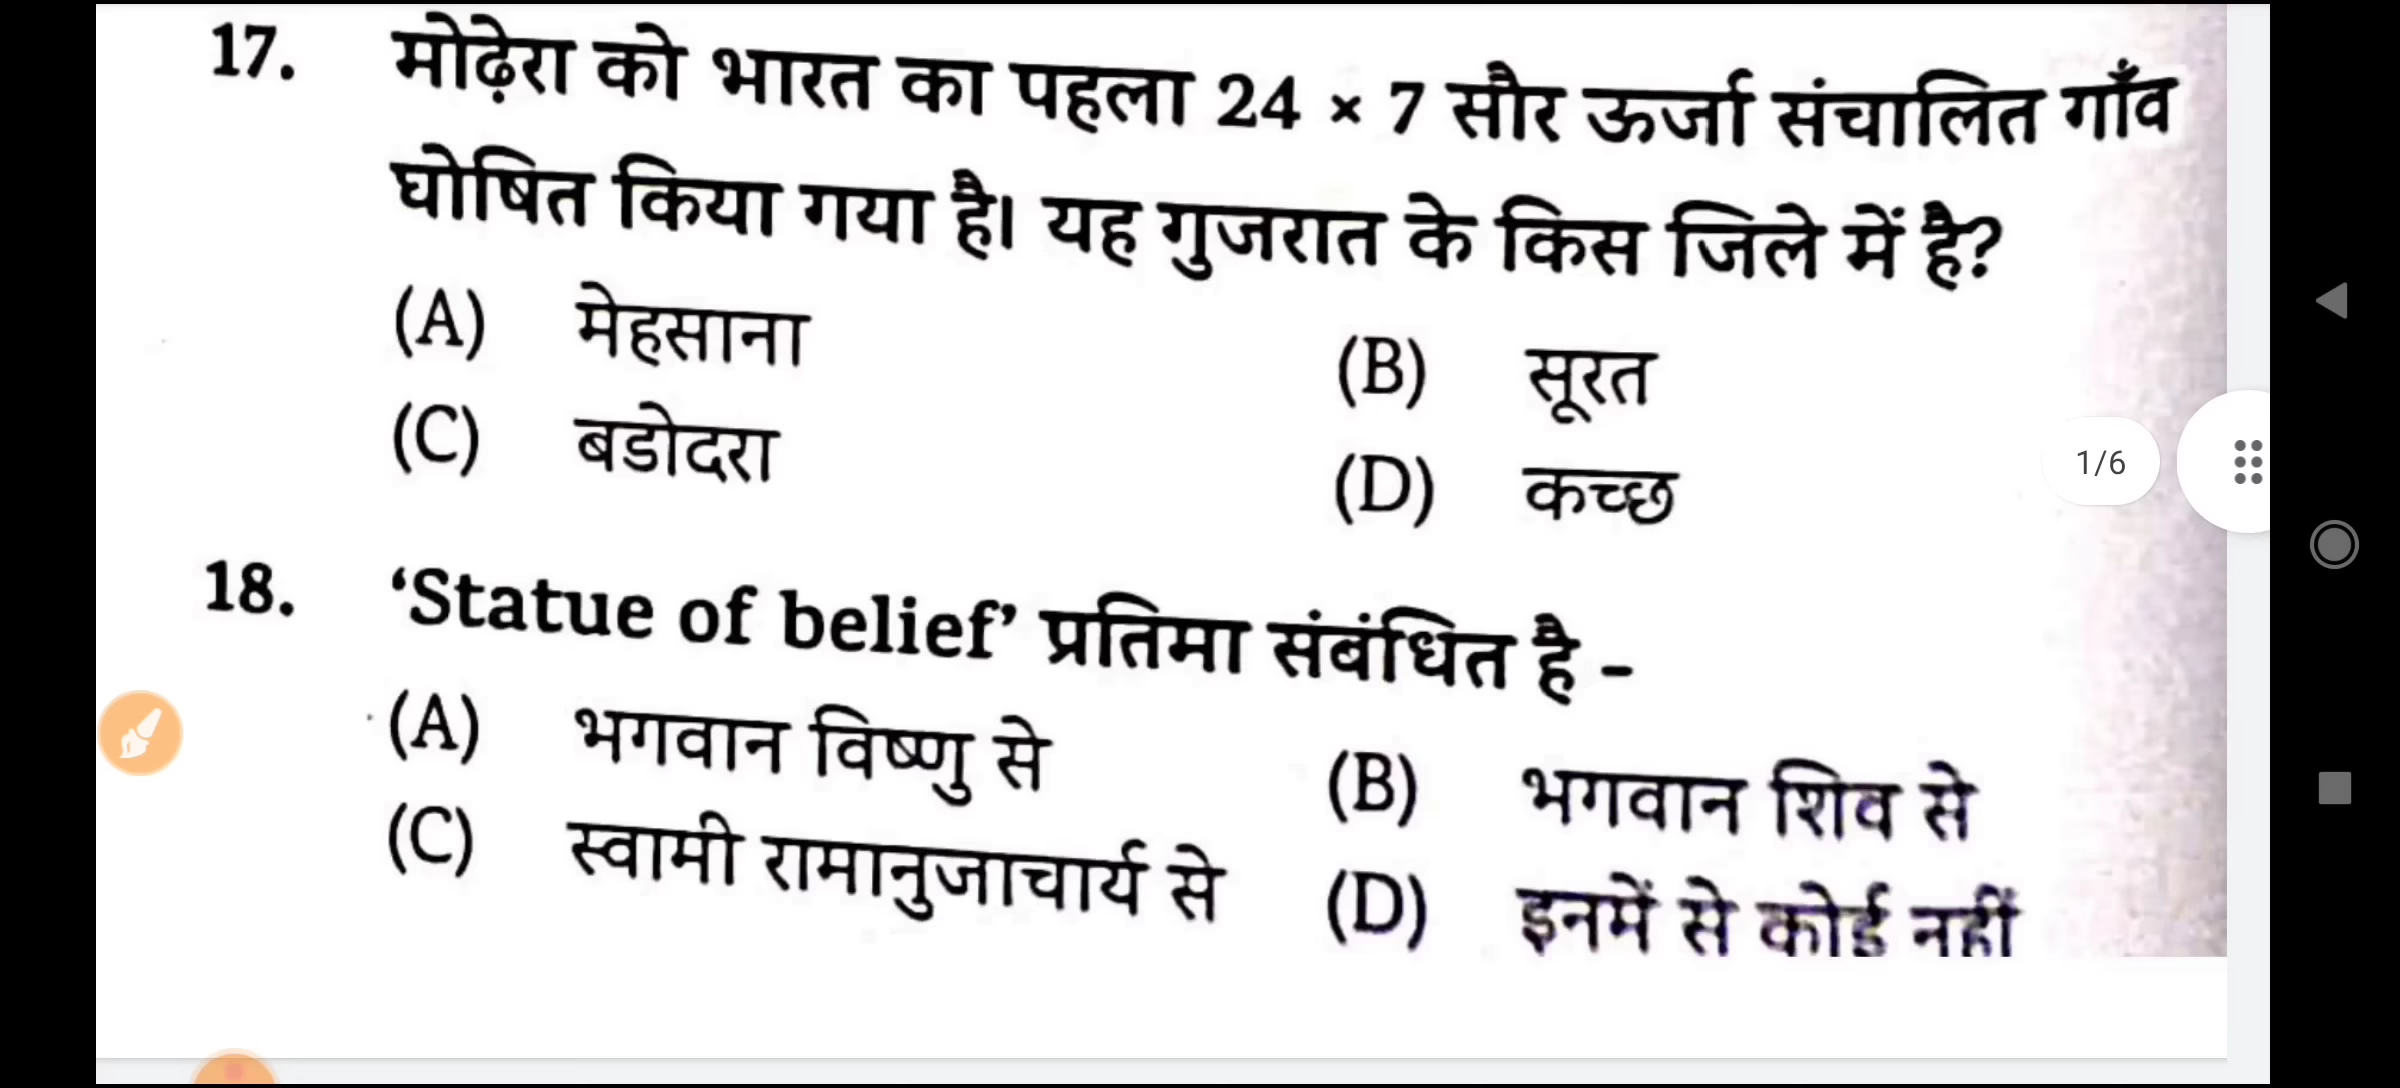 17. मोढ़ेरा को भारत का पहला 24 × 7 सौर ऊर्जा संचालित गाँव
घोषित किया गया है। यह गुजरात के किस जिले में है?
(A) मेहसाना (B) सूरत
(C) बडोदरा (D) कच्छ
1/6
18. ‘Statue of belief’ प्रतिमा संबंधित है –
(A) भगवान विष्णु से (B) भगवान शिव से
(C) स्वामी रामानुजाचार्य से (D) इनमें से कोई नहीं